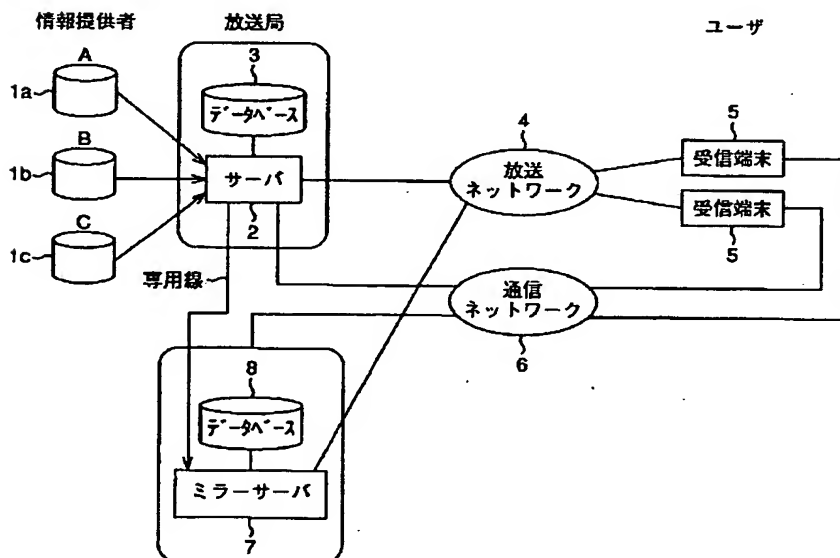 情報提供者
放送局
ユーザ
A
1a
B
1b
C
1c
3
データベース
サーバ
2
専用線
4
放送
ネットワーク
5
受信端末
受信端末
5
通信
ネットワーク
6
8
データベース
ミラーサーバ
7